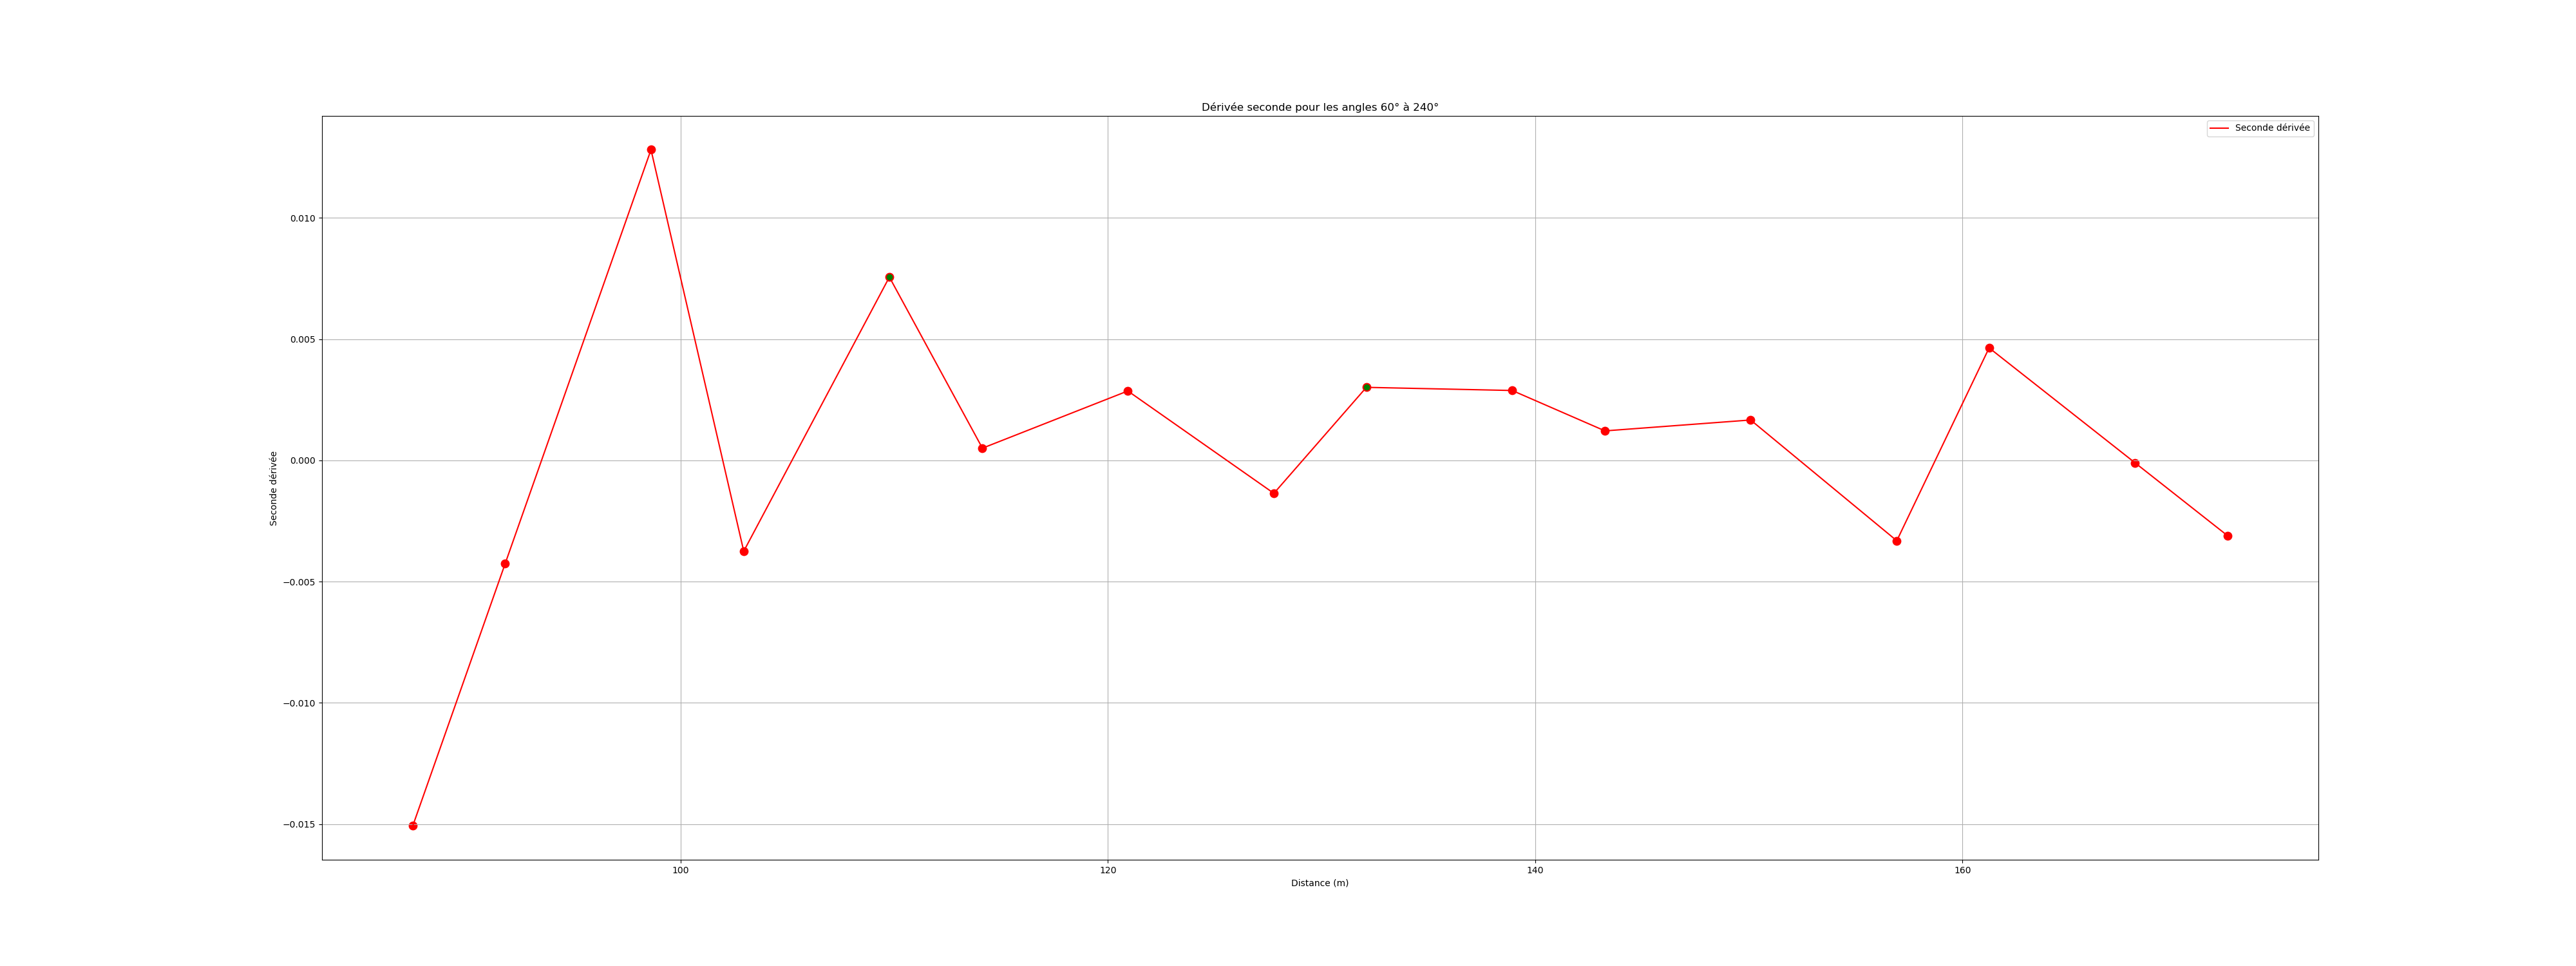 Dérivée seconde pour les angles 60° à 240°
Seconde dérivée
0.010
0.005
0.000
−0.005
−0.010
−0.015
Seconde dérivée
100
120
140
160
Distance (m)